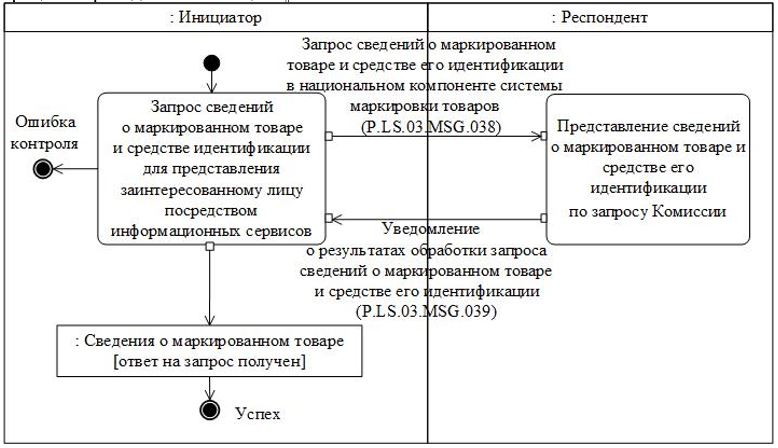 : Инициатор
: Респондент
Запрос сведений о маркированном
товаре и средстве его идентификации
в национальном компоненте системы
маркировки товаров
(P.LS.03.MSG.038)
Ошибка
контроля
Запрос сведений
о маркированном товаре
и средстве идентификации
для представления
заинтересованному лицу
посредством
информационных сервисов
Представление сведений
о маркированном товаре и
средстве его
идентификации
по запросу Комиссии
Уведомление
о результатах обработки запроса
сведений о маркированном товаре
и средстве его идентификации
(P.LS.03.MSG.039)
: Сведения о маркированном товаре
[ответ на запрос получен]
Успех